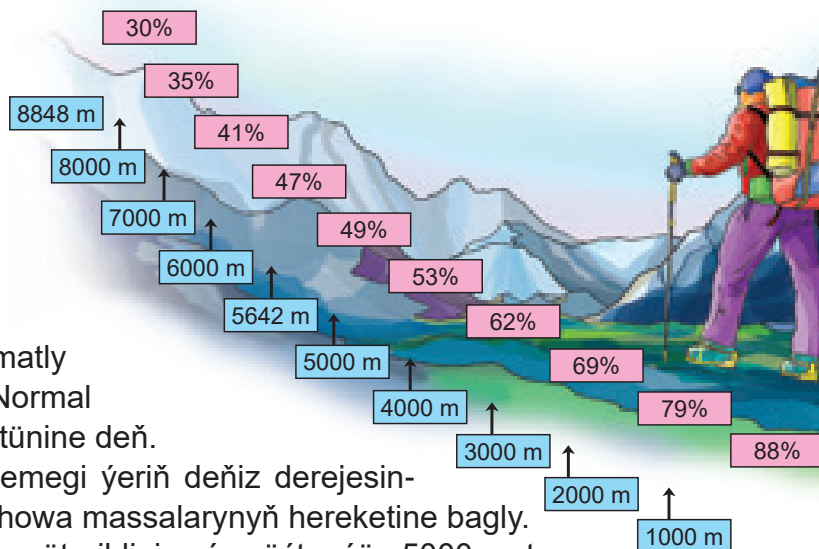 30%
35%
8848 m
41%
8000 m
47%
7000 m
49%
6000 m
53%
5642 m
62%
matly
5000 m
69%
Normal
4000 m
79%
tünine deň.
3000 m
88%
emegi ýeriň deňiz derejesin-
2000 m
howa massalarynyň hereketine bagly.
1000 m
5000